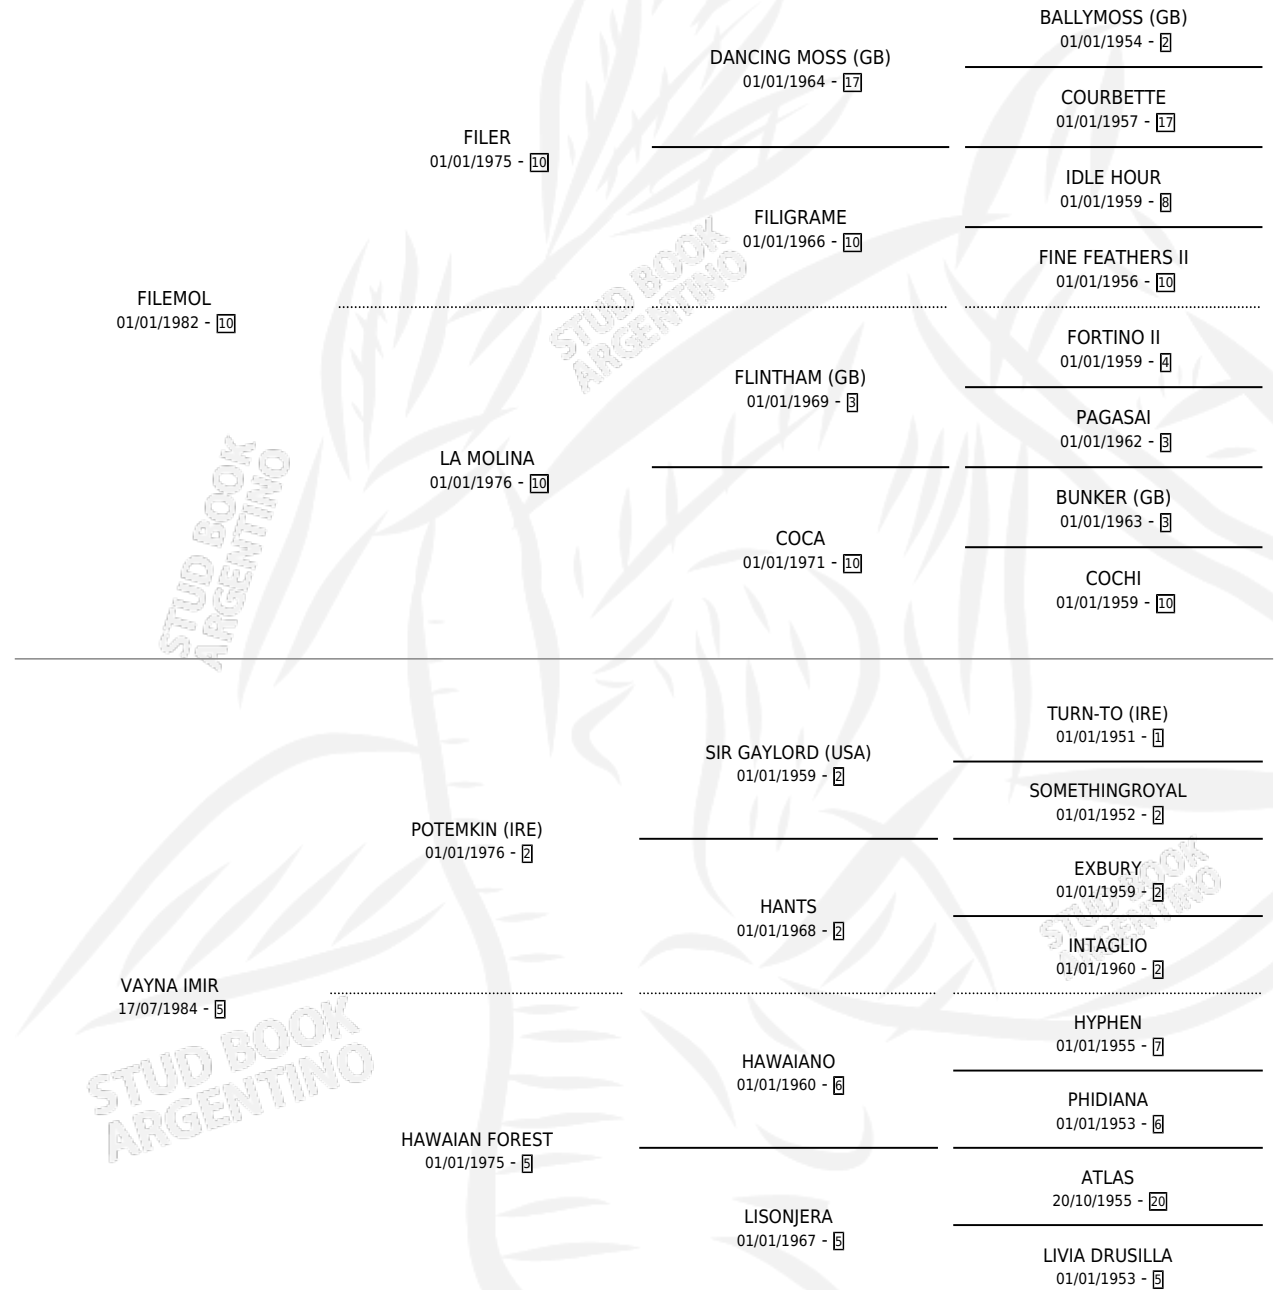 BALLYMOSS (GB)
01/01/1954 - 2
DANCING MOSS (GB)
01/01/1964 - 17
COURBETTE
01/01/1957 - 17
FILER
01/01/1975 - 10
IDLE HOUR
01/01/1959 - 8
FILIGRAME
01/01/1966 - 10
FINE FEATHERS II
01/01/1956 - 10
FILEMOL
01/01/1982 - 10
STUD BOOK
ARGENTINO
FORTINO II
01/01/1959 - 4
FLINTHAM (GB)
01/01/1969 - 3
PAGASAI
01/01/1962 - 3
LA MOLINA
01/01/1976 - 10
BUNKER (GB)
01/01/1963 - 3
COCA
01/01/1971 - 10
COCHI
01/01/1959 - 10
STUD BOOK
ARGENTINO
TURN-TO (IRE)
01/01/1951 - 1
SIR GAYLORD (USA)
01/01/1959 - 2
SOMETHINGROYAL
01/01/1952 - 2
POTEMKIN (IRE)
01/01/1976 - 2
EXBURY
01/01/1959 - 2
HANTS
01/01/1968 - 2
STUD BOOK
ARGENTINO
INTAGLIO
01/01/1960 - 2
VAYNA IMIR
17/07/1984 - 5
HYPHEN
01/01/1955 - 7
HAWAIANO
01/01/1960 - 6
STUD BOOK
ARGENTINO
PHIDIANA
01/01/1953 - 6
HAWAIAN FOREST
01/01/1975 - 5
ATLAS
20/10/1955 - 20
LISONJERA
01/01/1967 - 5
LIVIA DRUSILLA
01/01/1953 - 5